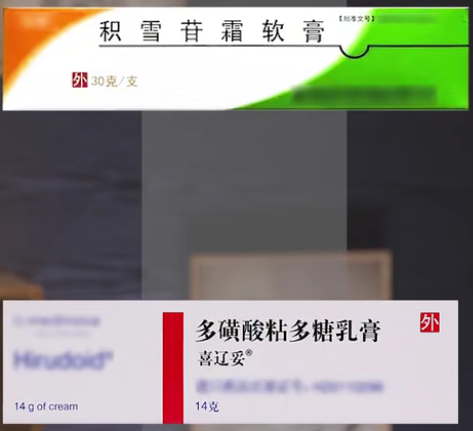 积雪苷霜软膏
【批准文号】
外 30克/支
多磺酸粘多糖乳膏
外
喜辽妥®
Hirudoid®
14 g of cream
14克